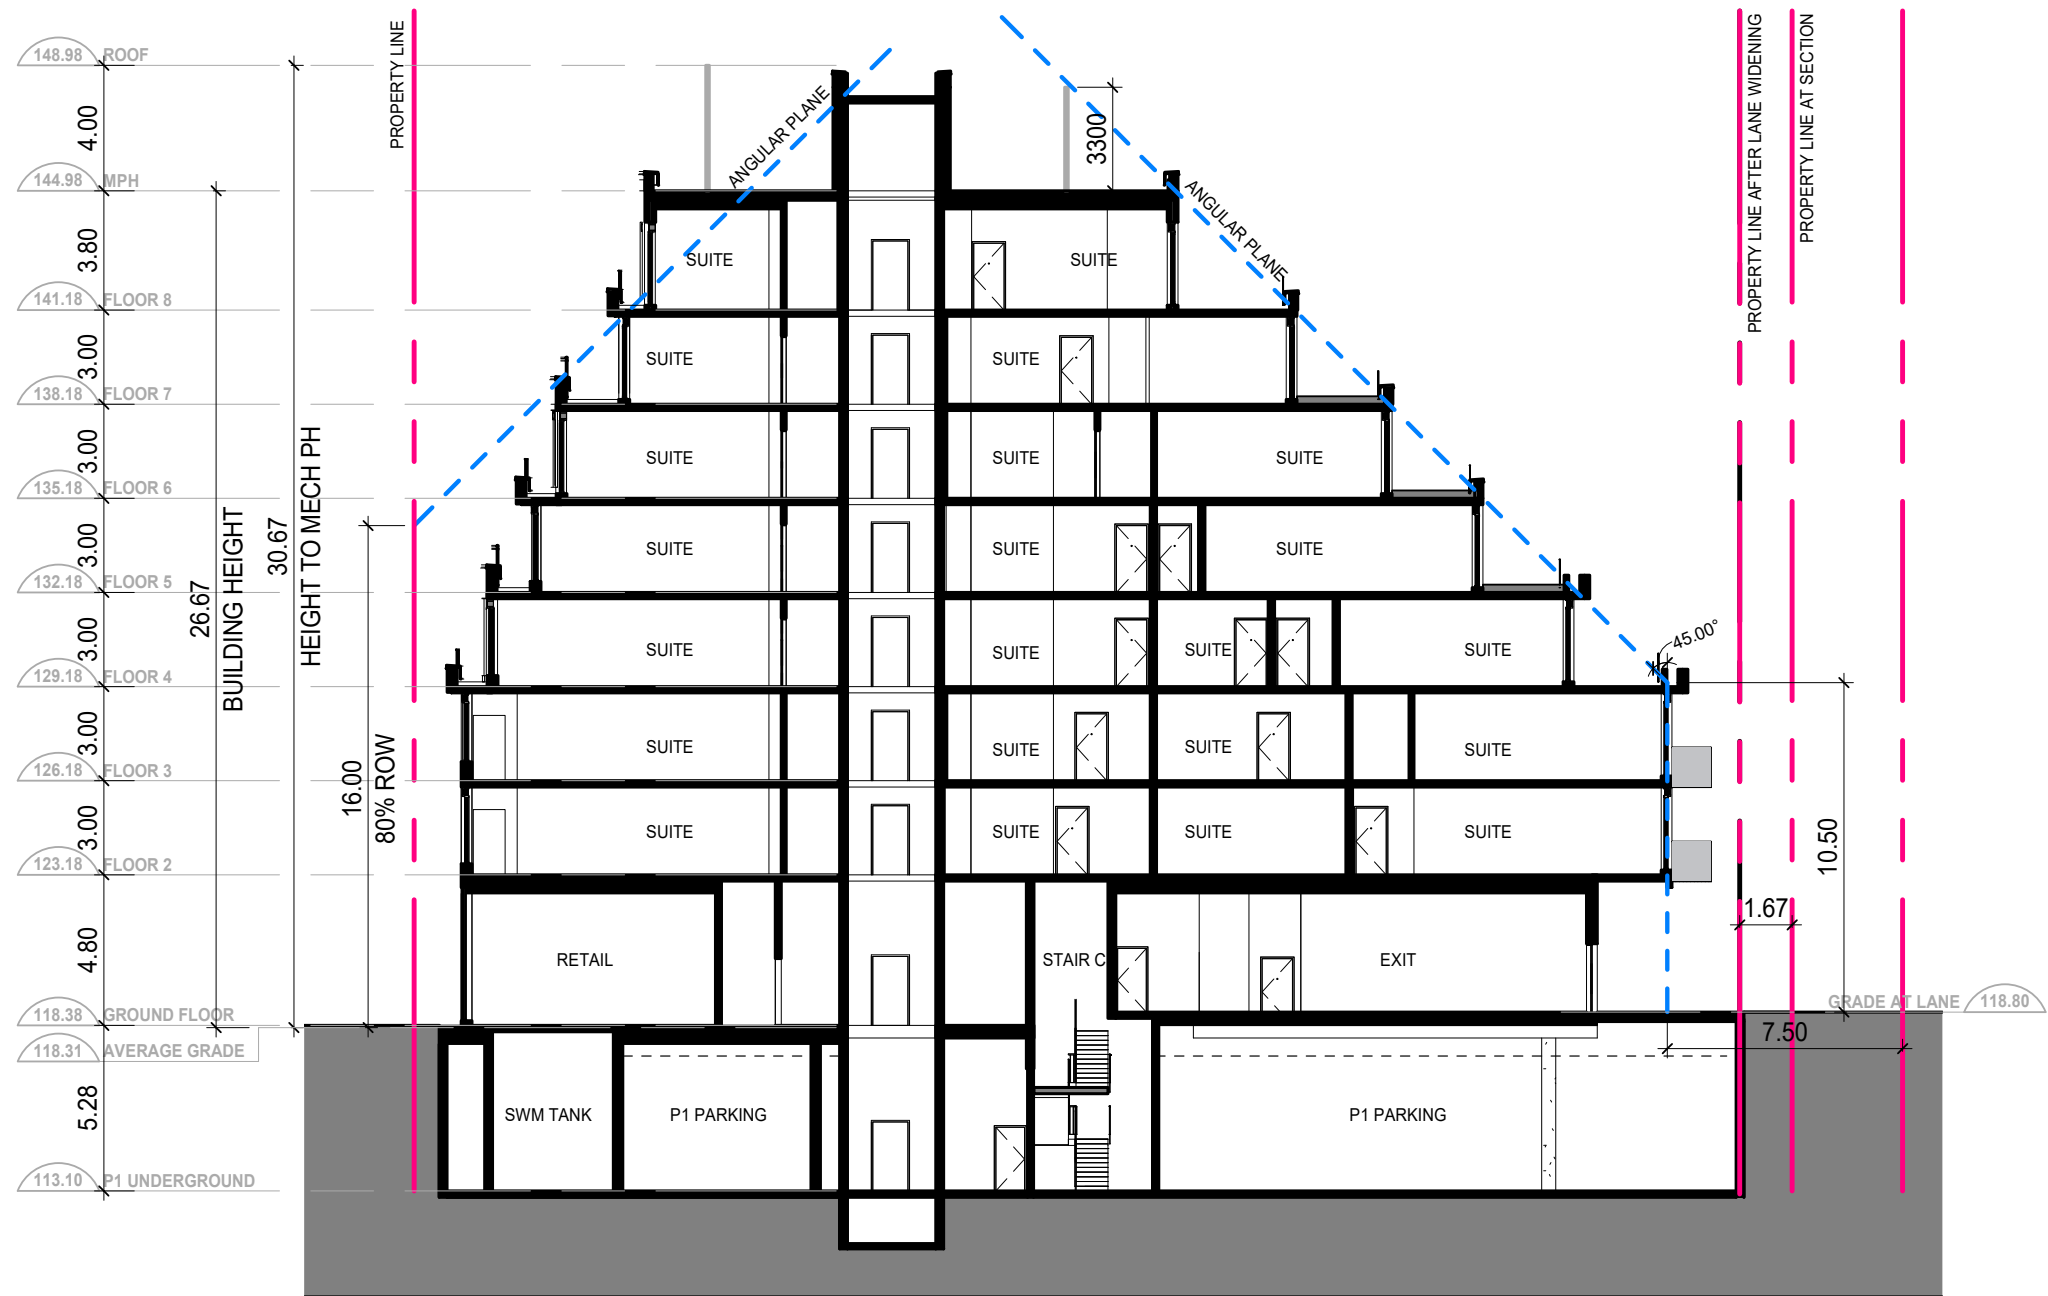 148.98 ROOF
4.00
144.98 MPH
3.80
141.18 FLOOR 8
3.00
138.18 FLOOR 7
3.00
135.18 FLOOR 6
3.00
132.18 FLOOR 5
3.00
129.18 FLOOR 4
3.00
126.18 FLOOR 3
3.00
123.18 FLOOR 2
4.80
118.38 GROUND FLOOR
118.31 AVERAGE GRADE
5.28
113.10 P1 UNDERGROUND
26.67
BUILDING HEIGHT
30.67
HEIGHT TO MECH PH
16.00
80% ROW
PROPERTY LINE
ANGULAR PLANE
3300
ANGULAR PLANE
PROPERTY LINE AFTER LANE WIDENING
PROPERTY LINE AT SECTION
SUITE SUITE
SUITE SUITE
SUITE SUITE SUITE
SUITE SUITE SUITE
45.00°
SUITE SUITE SUITE SUITE
SUITE SUITE SUITE SUITE
SUITE SUITE SUITE SUITE
10.50
1.67
RETAIL STAIR C EXIT
GRADE AT LANE 118.80
7.50
SWM TANK P1 PARKING P1 PARKING